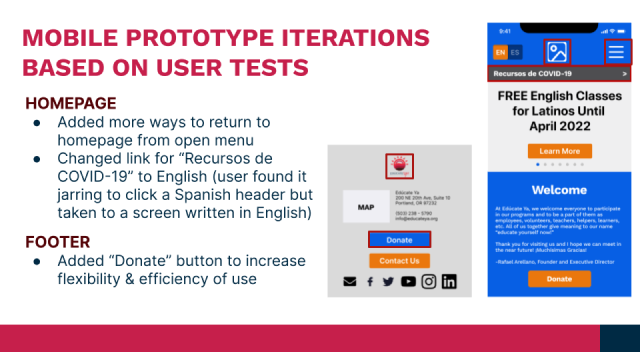 MOBILE PROTOTYPE ITERATIONS
BASED ON USER TESTS
HOMEPAGE
● Added more ways to return to
homepage from open menu
● Changed link for “Recursos de
COVID-19” to English (user found it
jarring to click a Spanish header but
taken to a screen written in English)
FOOTER
● Added “Donate” button to increase
flexibility & efficiency of use
MAP
Edúcate Ya
200 NE 20th Ave, Suite 10
Portland, OR 97232
(503) 238 - 3790
info@educateya.org
Donate
Contact Us
9:41
EN ES
Recursos de COVID-19 >
FREE English Classes
for Latinos Until
April 2022
Learn More
Welcome
At Edúcate Ya, we welcome everyone to participate
in our programs and to be a part of them as
employees, volunteers, teachers, helpers, learners,
etc. All of us together give meaning to our name
“educate yourself now!”
Thank you for visiting us and I hope we can meet in
the near future! ¡Muchísimas Gracias!
-Rafael Arellano, Founder and Executive Director
Donate